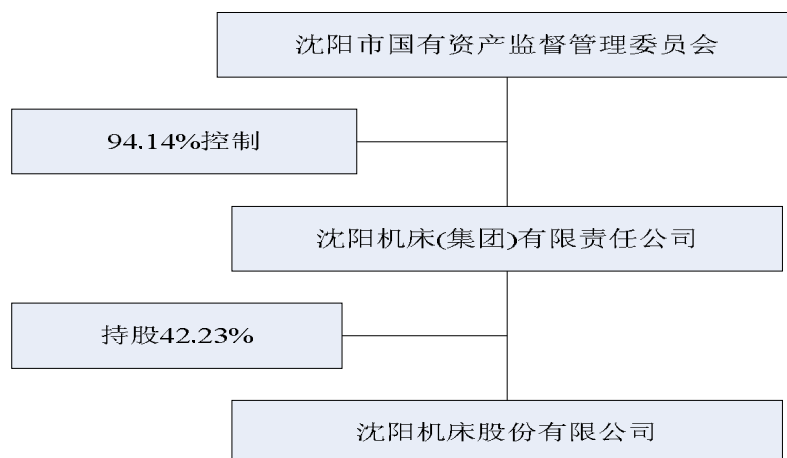 沈阳市国有资产监督管理委员会
94.14%控制
沈阳机床(集团)有限责任公司
持股42.23%
沈阳机床股份有限公司